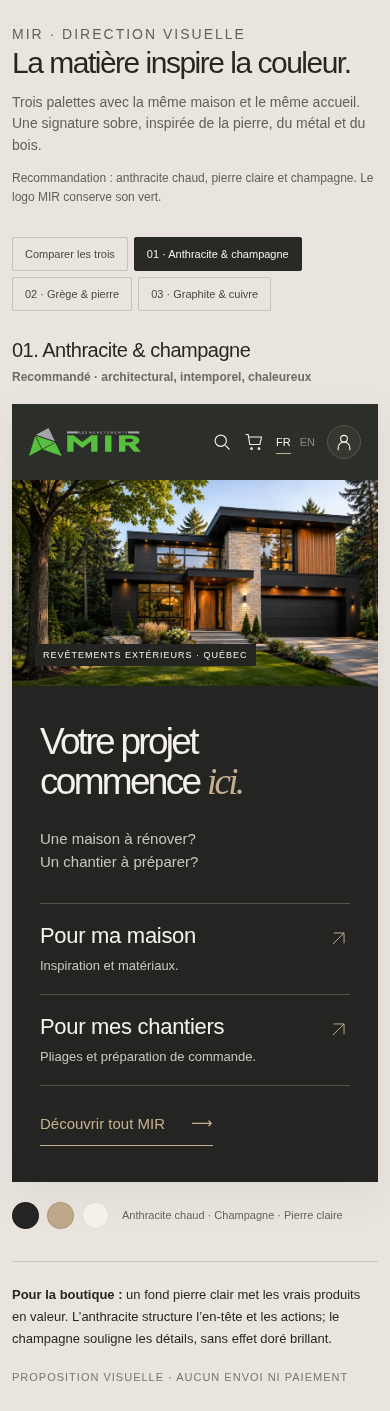 MIR · DIRECTION VISUELLE
La matière inspire la couleur.
Trois palettes avec la même maison et le même accueil.
Une signature sobre, inspirée de la pierre, du métal et du
bois.
Recommandation : anthracite chaud, pierre claire et champagne. Le
logo MIR conserve son vert.
Comparer les trois
01 · Anthracite & champagne
02 · Grège & pierre
03 · Graphite & cuivre
01. Anthracite & champagne
Recommandé · architectural, intemporel, chaleureux
LES REVÊTEMENTS
MIR
FR EN
REVÊTEMENTS EXTÉRIEURS · QUÉBEC
Votre projet
commence ici.
Une maison à rénover?
Un chantier à préparer?
Pour ma maison
Inspiration et matériaux.
Pour mes chantiers
Pliages et préparation de commande.
Découvrir tout MIR
Anthracite chaud · Champagne · Pierre claire
Pour la boutique : un fond pierre clair met les vrais produits
en valeur. L'anthracite structure l'en-tête et les actions; le
champagne souligne les détails, sans effet doré brillant.
PROPOSITION VISUELLE · AUCUN ENVOI NI PAIEMENT